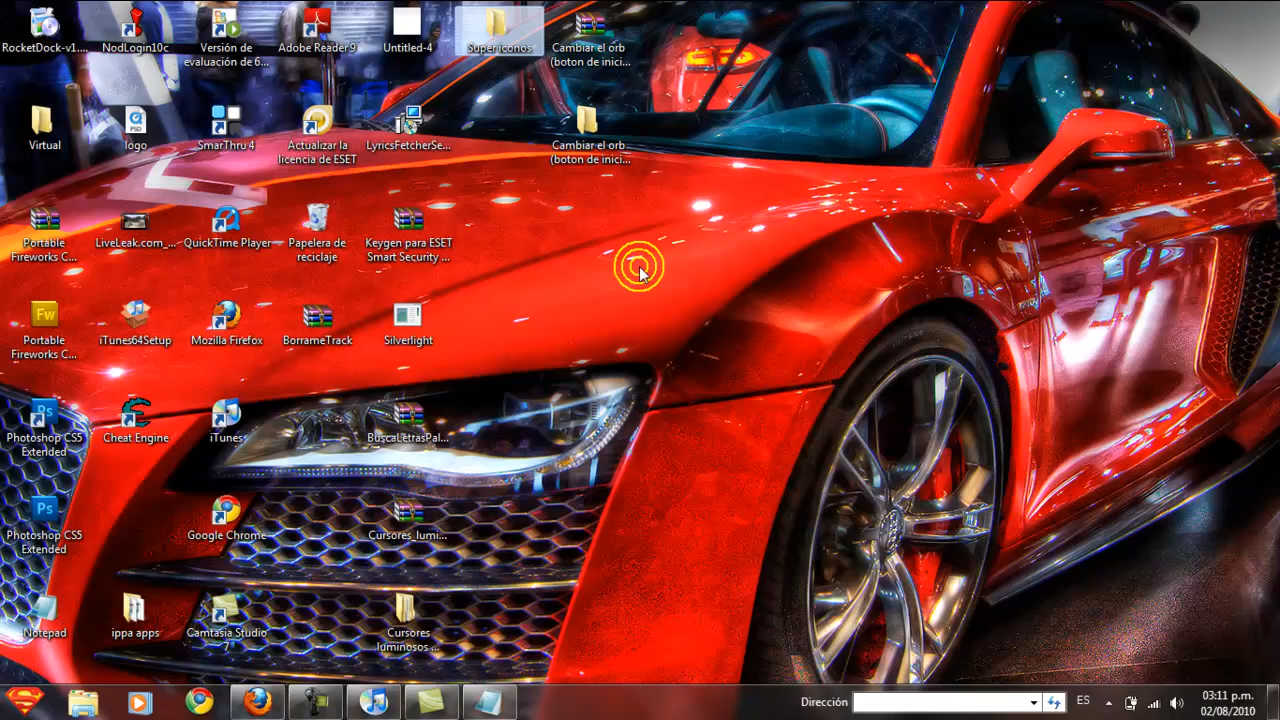 RocketDock-v1....
NodLogin10c
Versión de
evaluación de 6...
Adobe Reader 9
Untitled-4
Super iconos
Cambiar el orb
(boton de inici...
Virtual
logo
PSD
SmarThru 4
Actualizar la
licencia de ESET
LyricsFetcherSe...
Cambiar el orb
(boton de inici...
Portable
Fireworks C...
LiveLeak.com_...
QuickTime Player
Papelera de
reciclaje
Keygen para ESET
Smart Security ...
Fw
Portable
Fireworks C...
iTunes64Setup
Mozilla Firefox
BorrameTrack
Silverlight
Ps
Photoshop CS5
Extended
Cheat Engine
iTunes
BuscaLetrasPal...
Ps
Photoshop CS5
Extended
Google Chrome
Cursores_lumi...
Notepad
ippa apps
Camtasia Studio
7
Cursores
luminosos ...
Dirección
ES
03:11 p.m.
02/08/2010